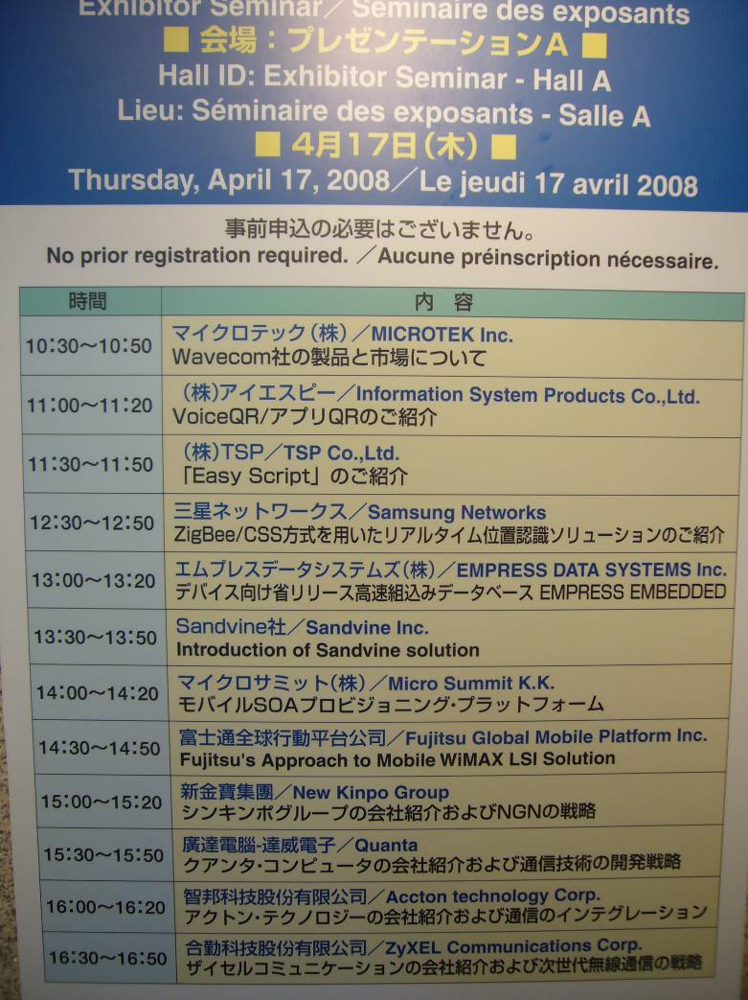 Exhibitor Seminar／Séminaire des exposants
■ 会場：プレゼンテーションA ■
Hall ID: Exhibitor Seminar - Hall A
Lieu: Séminaire des exposants - Salle A
■ 4月17日(木) ■
Thursday, April 17, 2008／Le jeudi 17 avril 2008
事前申込の必要はございません。
No prior registration required. ／Aucune préinscription nécessaire.
時間 内 容
10:30～10:50 マイクロテック(株)／MICROTEK Inc.
Wavecom社の製品と市場について
11:00～11:20 (株)アイエスピー／Information System Products Co.,Ltd.
VoiceQR/アプリQRのご紹介
11:30～11:50 (株)TSP／TSP Co.,Ltd.
「Easy Script」のご紹介
12:30～12:50 三星ネットワークス／Samsung Networks
ZigBee/CSS方式を用いたリアルタイム位置認識ソリューションのご紹介
13:00～13:20 エムプレスデータシステムズ(株)／EMPRESS DATA SYSTEMS Inc.
デバイス向け省リリース高速組込みデータベース EMPRESS EMBEDDED
13:30～13:50 Sandvine社／Sandvine Inc.
Introduction of Sandvine solution
14:00～14:20 マイクロサミット(株)／Micro Summit K.K.
モバイルSOAプロビジョニング･プラットフォーム
14:30～14:50 富士通全球行動平台公司／Fujitsu Global Mobile Platform Inc.
Fujitsu's Approach to Mobile WiMAX LSI Solution
15:00～15:20 新金寶集團／New Kinpo Group
シンキンポグループの会社紹介およびNGNの戦略
15:30～15:50 廣達電腦-達威電子／Quanta
クアンタ･コンピュータの会社紹介および通信技術の開発戦略
16:00～16:20 智邦科技股份有限公司／Accton technology Corp.
アクトン･テクノロジーの会社紹介および通信のインテグレーション
16:30～16:50 合勤科技股份有限公司／ZyXEL Communications Corp.
ザイセルコミュニケーションの会社紹介および次世代無線通信の戦略